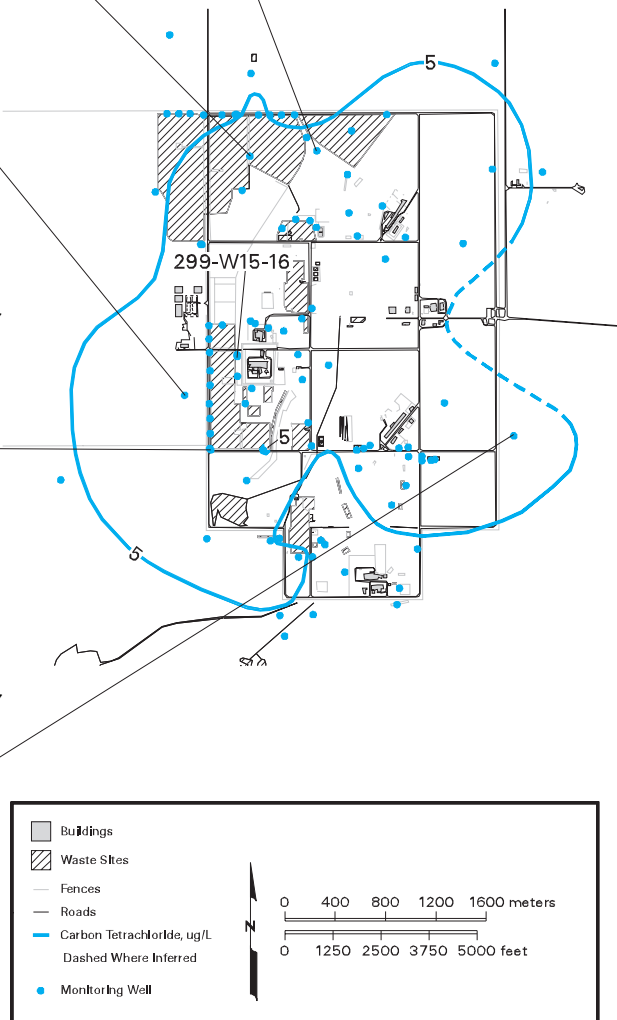 5
299-W15-16
5
5
Buildings
Waste Sites
Fences
Roads
Carbon Tetrachloride, ug/L
Dashed Where Inferred
Monitoring Well
N
0 400 800 1200 1600 meters
0 1250 2500 3750 5000 feet